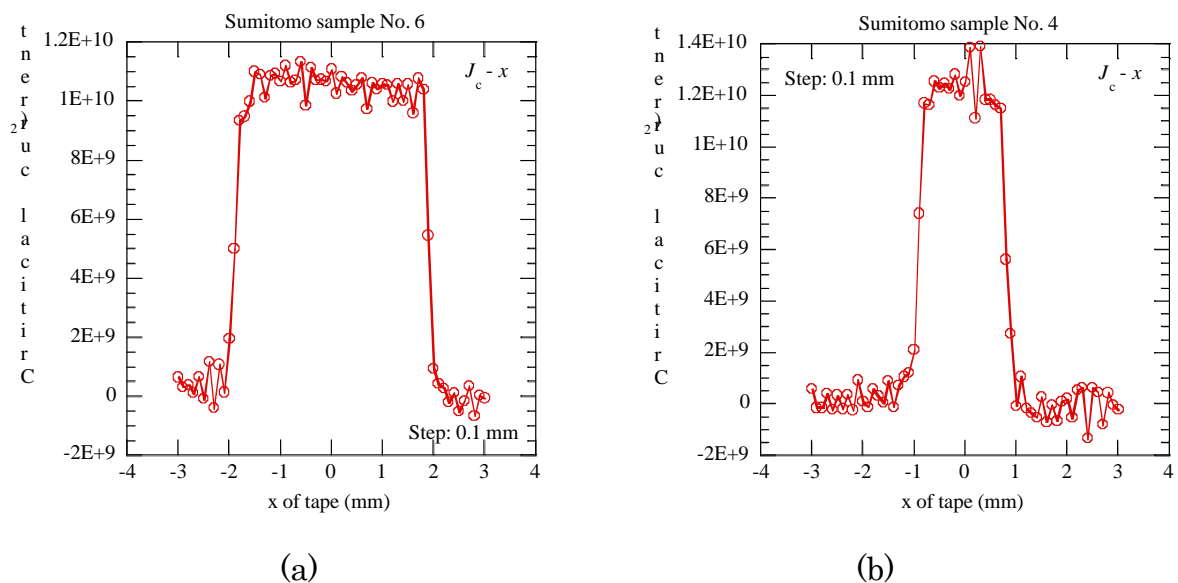 Sumitomo sample No. 6
1.2E+10
1E+10
8E+9
6E+9
4E+9
2E+9
0
-2E+9
Jc - x
Step: 0.1 mm
-4 -3 -2 -1 0 1 2 3 4
x of tape (mm)
(a)
Sumitomo sample No. 4
1.4E+10
1.2E+10
1E+10
8E+9
6E+9
4E+9
2E+9
0
-2E+9
Step: 0.1 mm
Jc - x
-4 -3 -2 -1 0 1 2 3 4
x of tape (mm)
(b)